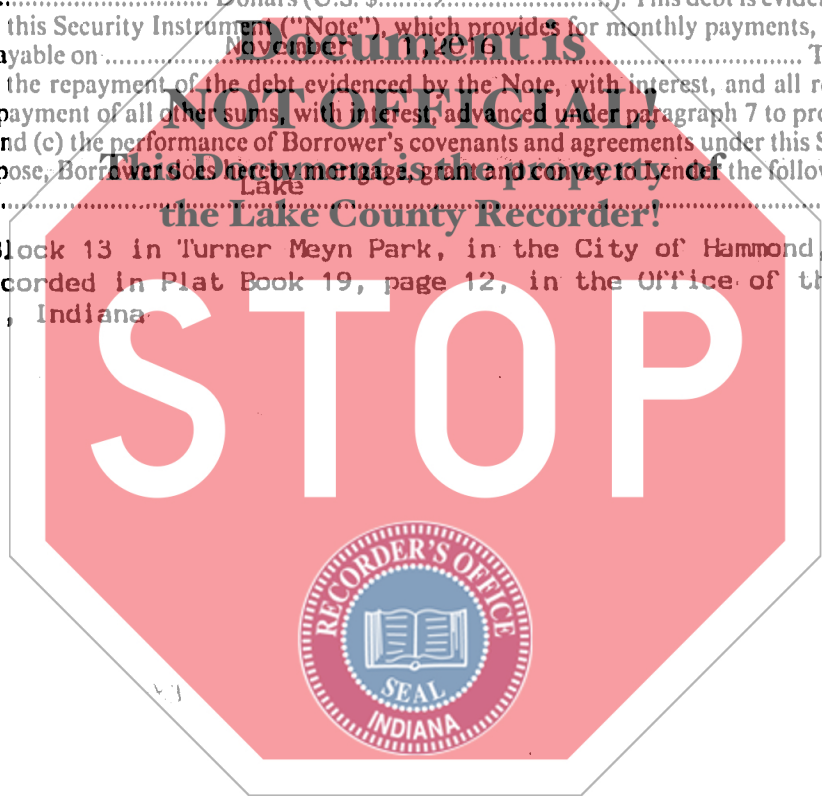 Dollars (U.S. $ ). This debt is
this Security Instrument ("Note"), which provides for monthly payments,
ayable on November 2016
the repayment of the debt evidenced by the Note, with interest, and all
payment of all other sums, with interest, advanced under paragraph 7 to
nd (c) the performance of Borrower's covenants and agreements under this
pose, Borrower does hereby mortgage, grant and convey to Lender the
Lake
Document is
NOT OFFICIAL!
This Document is the property of
the Lake County Recorder!
lock 13 in Turner Meyn Park, in the City of Hammond,
corded in Plat Book 19, page 12, in the Office of
, Indiana
STOP
RECORDER'S OFFICE
SEAL
INDIANA